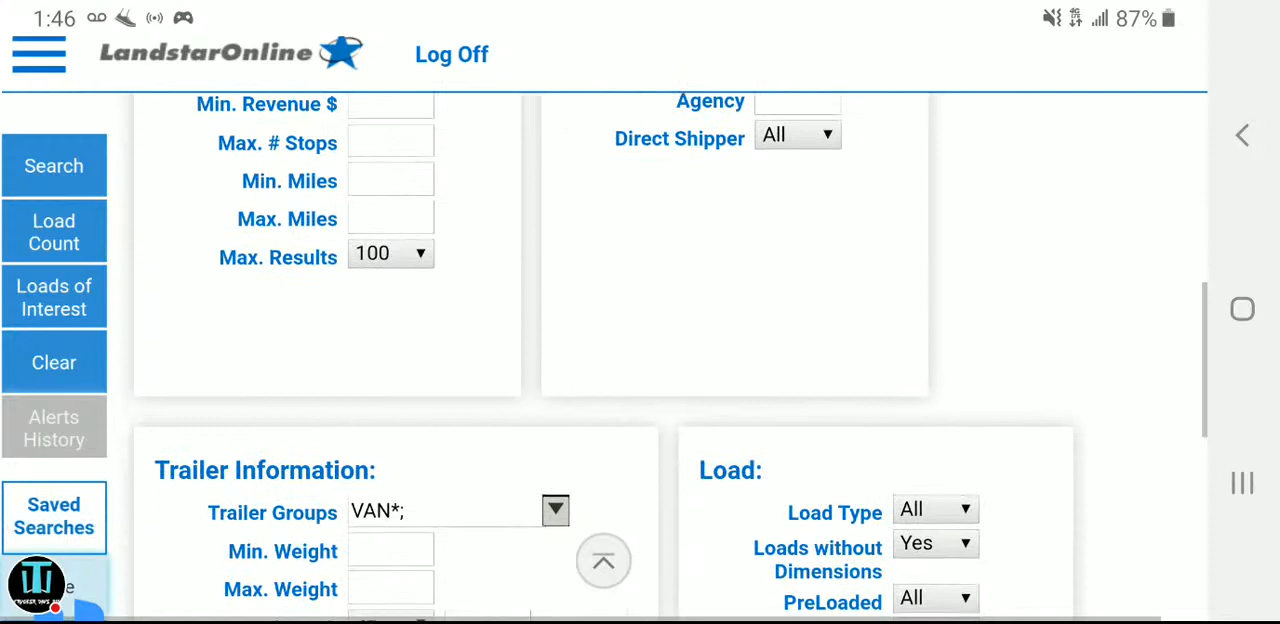 1:46
87%
LandstarOnline
Log Off
Min. Revenue $
Agency
Max. # Stops
Direct Shipper
All
Min. Miles
Max. Miles
Max. Results
100
Search
Load
Count
Loads of
Interest
Clear
Alerts
History
Saved
Searches
Trailer Information:
Trailer Groups
VAN*;
Min. Weight
Max. Weight
Load:
Load Type
All
Loads without
Dimensions
Yes
PreLoaded
All